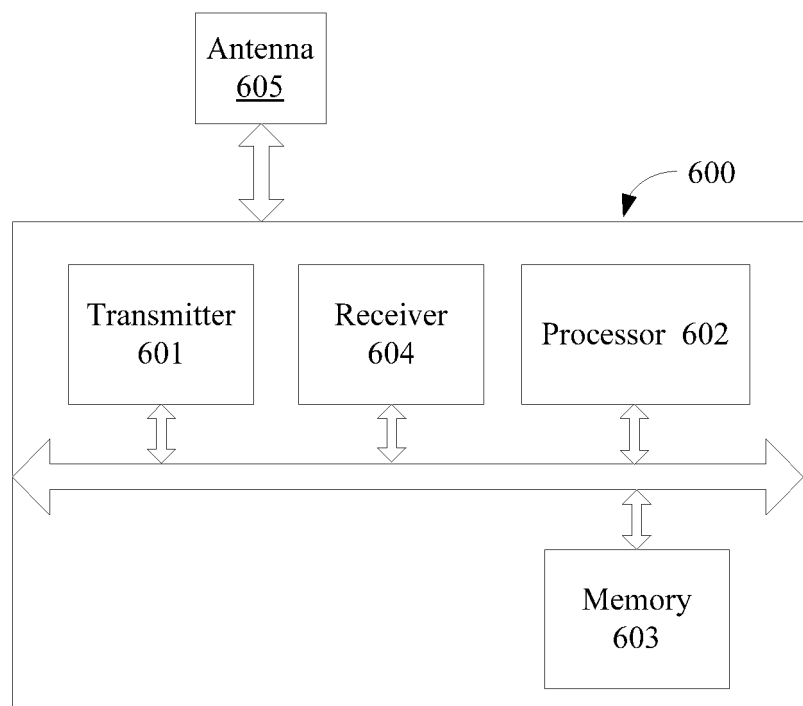 Antenna
605
600
Transmitter
601
Receiver
604
Processor 602
Memory
603